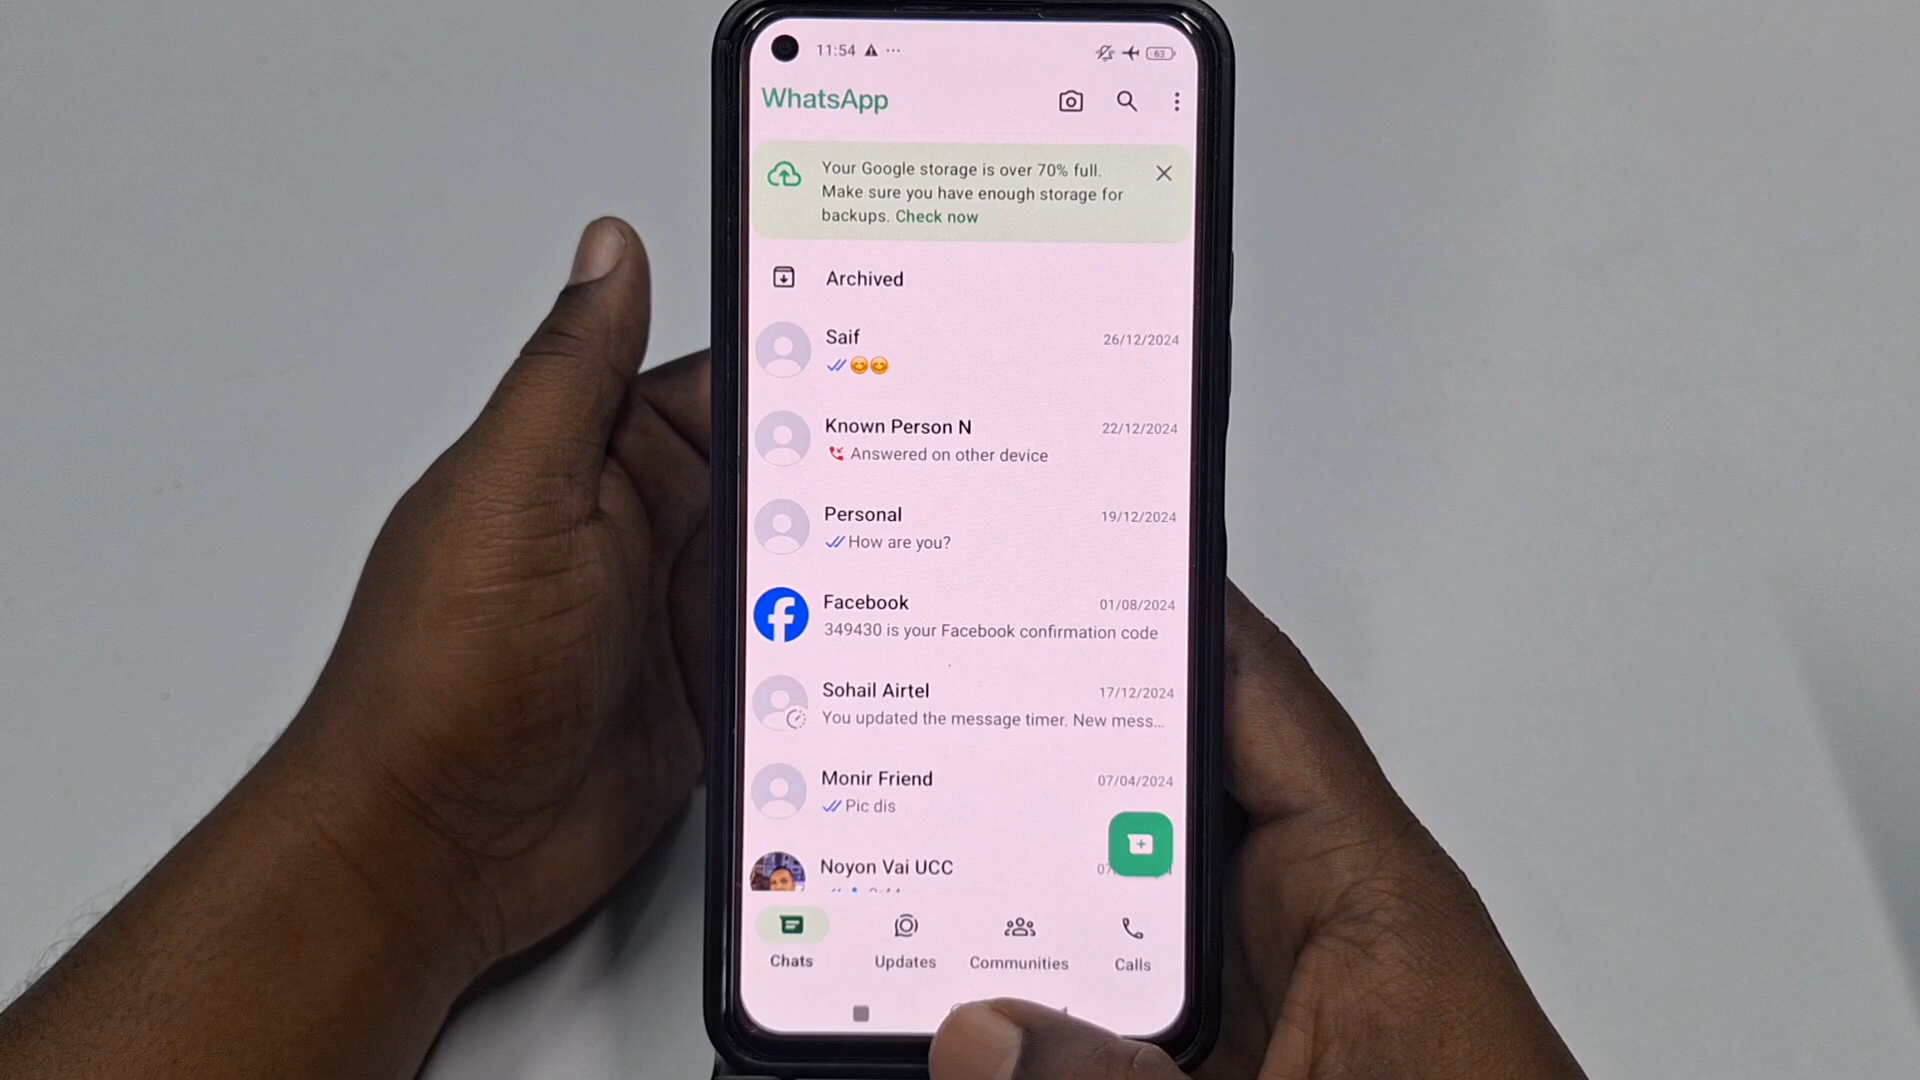 11:54
63
WhatsApp
Your Google storage is over 70% full.
Make sure you have enough storage for
backups. Check now
Archived
Saif 26/12/2024
😊😊
Known Person N 22/12/2024
Answered on other device
Personal 19/12/2024
How are you?
Facebook 01/08/2024
349430 is your Facebook confirmation code
Sohail Airtel 17/12/2024
You updated the message timer. New mess...
Monir Friend 07/04/2024
Pic dis
Noyon Vai UCC
Chats Updates Communities Calls